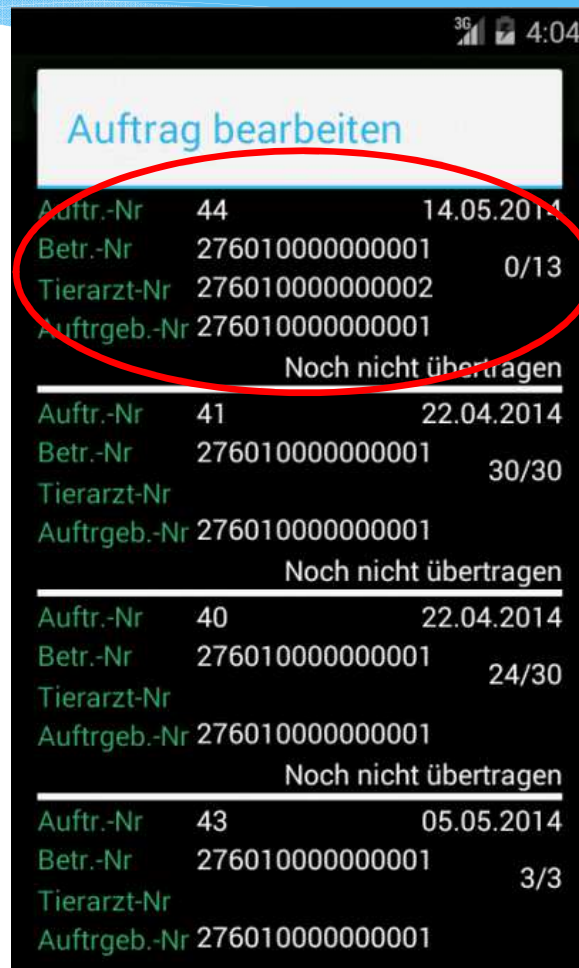 3G 4:04
Auftrag bearbeiten
Auftr.-Nr 44 14.05.2014
Betr.-Nr 276010000000001
0/13
Tierarzt-Nr 276010000000002
Auftrgeb.-Nr 276010000000001
Noch nicht übertragen
Auftr.-Nr 41 22.04.2014
Betr.-Nr 276010000000001
30/30
Tierarzt-Nr
Auftrgeb.-Nr 276010000000001
Noch nicht übertragen
Auftr.-Nr 40 22.04.2014
Betr.-Nr 276010000000001
24/30
Tierarzt-Nr
Auftrgeb.-Nr 276010000000001
Noch nicht übertragen
Auftr.-Nr 43 05.05.2014
Betr.-Nr 276010000000001
3/3
Tierarzt-Nr
Auftrgeb.-Nr 276010000000001